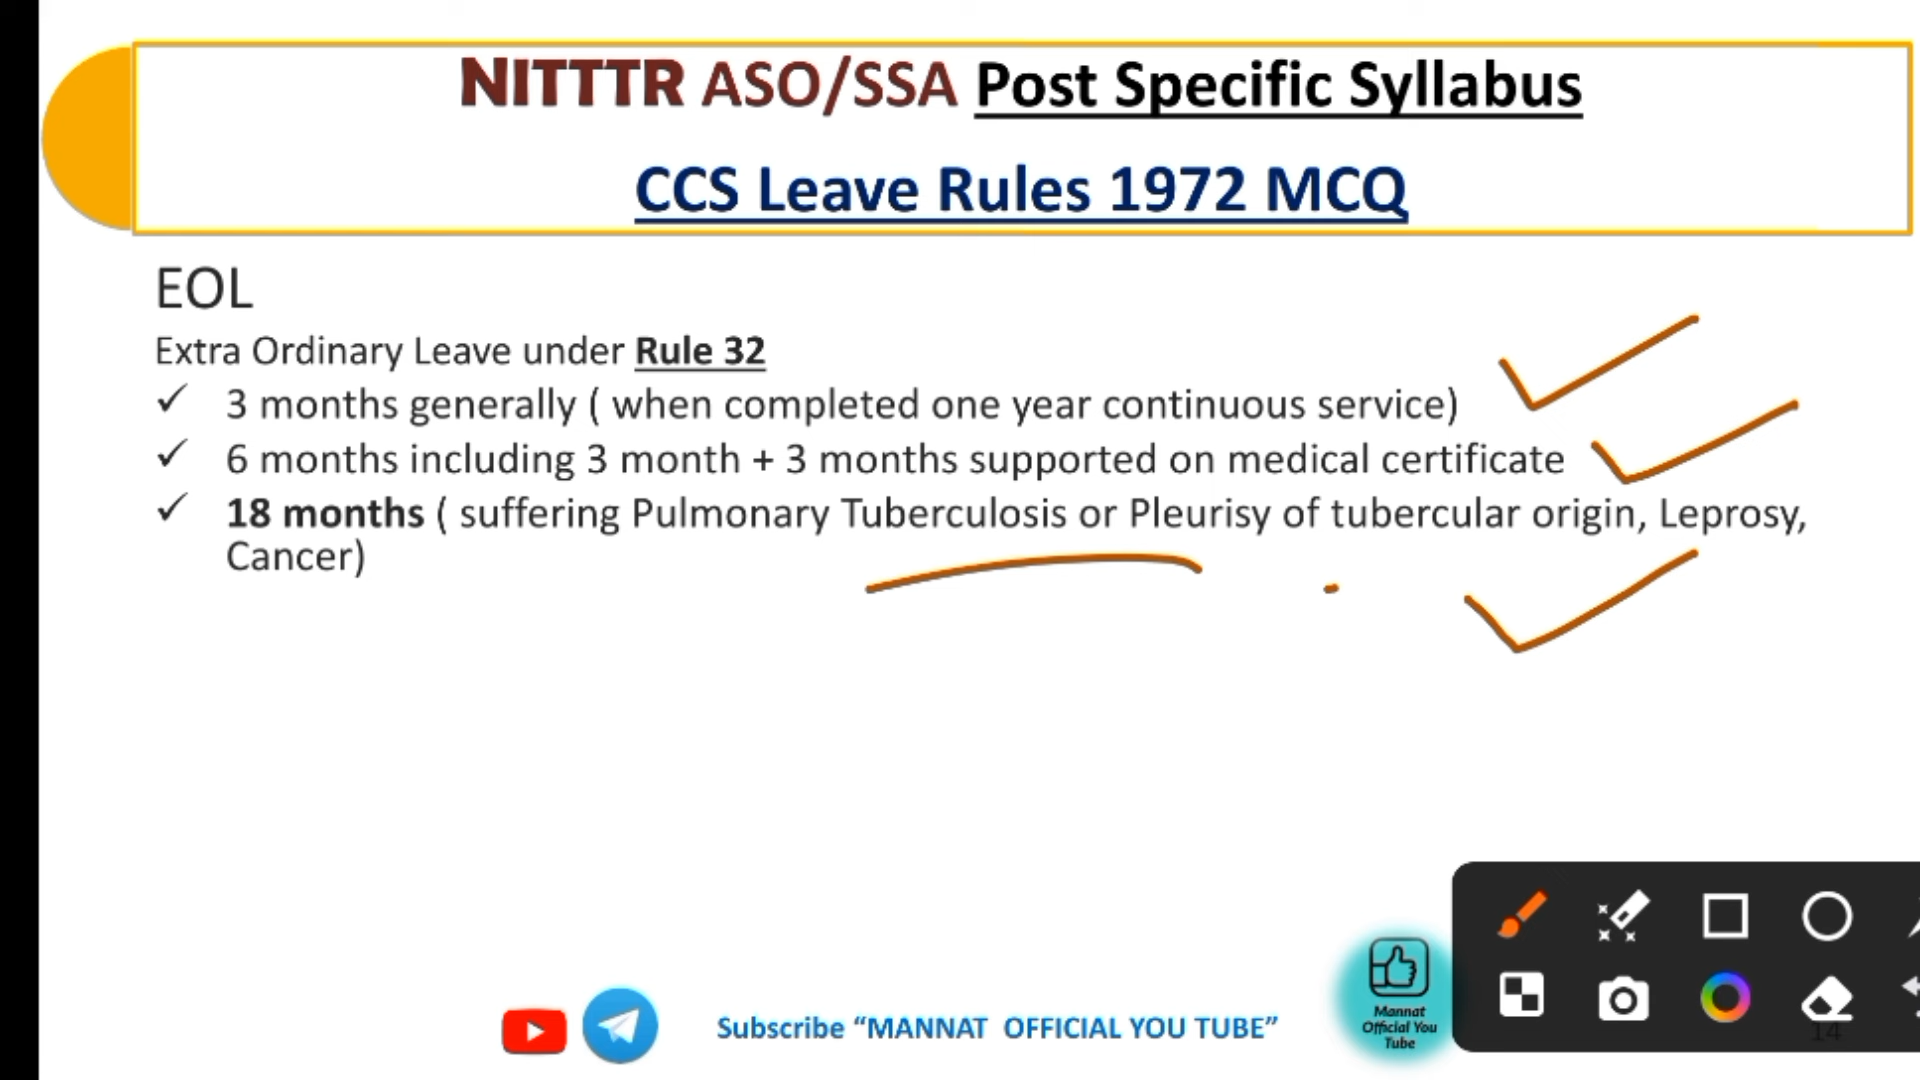 NITTTR ASO/SSA Post Specific Syllabus
CCS Leave Rules 1972 MCQ
EOL
Extra Ordinary Leave under Rule 32
✓ 3 months generally ( when completed one year continuous service)
✓ 6 months including 3 month + 3 months supported on medical certificate
✓ 18 months ( suffering Pulmonary Tuberculosis or Pleurisy of tubercular origin, Leprosy,
Cancer)
Subscribe “MANNAT OFFICIAL YOU TUBE”
Mannat
Official You
Tube
14